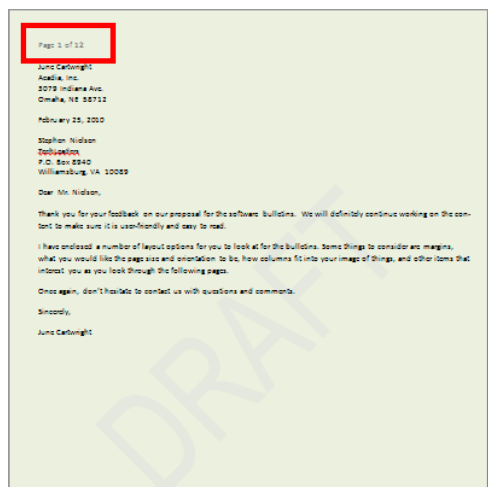 Page 1 of 12
June Cartwright
Acadia, Inc.
3079 Indiana Ave.
Omaha, NE 58712
February 25, 2010
Stephen Nielsen
P.O. Box 8940
Williamsburg, VA 10089
Dear Mr. Nielsen,
Thank you for your feedback on our proposal for the software bulletins. We will definitely continue working on the con-
tent to make sure it is user-friendly and easy to read.
I have enclosed a number of layout options for you to look at for the bulletins. Some things to consider are margins,
what you would like the page size and orientation to be, how columns fit into your image of things, and other items that
interest you as you look through the following pages.
Once again, don't hesitate to contact us with questions and comments.
Sincerely,
June Cartwright
DRAFT